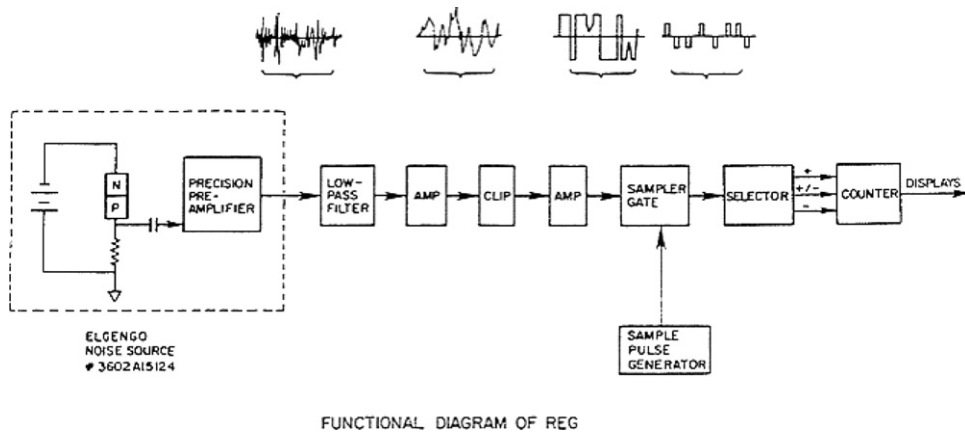 N
P
PRECISION
PRE-
AMPLIFIER
LOW-
PASS
FILTER
AMP
CLIP
AMP
SAMPLER
GATE
SELECTOR
+
+/-
-
COUNTER
DISPLAYS
ELGENGO
NOISE SOURCE
# 3602A15124
SAMPLE
PULSE
GENERATOR
FUNCTIONAL DIAGRAM OF REG